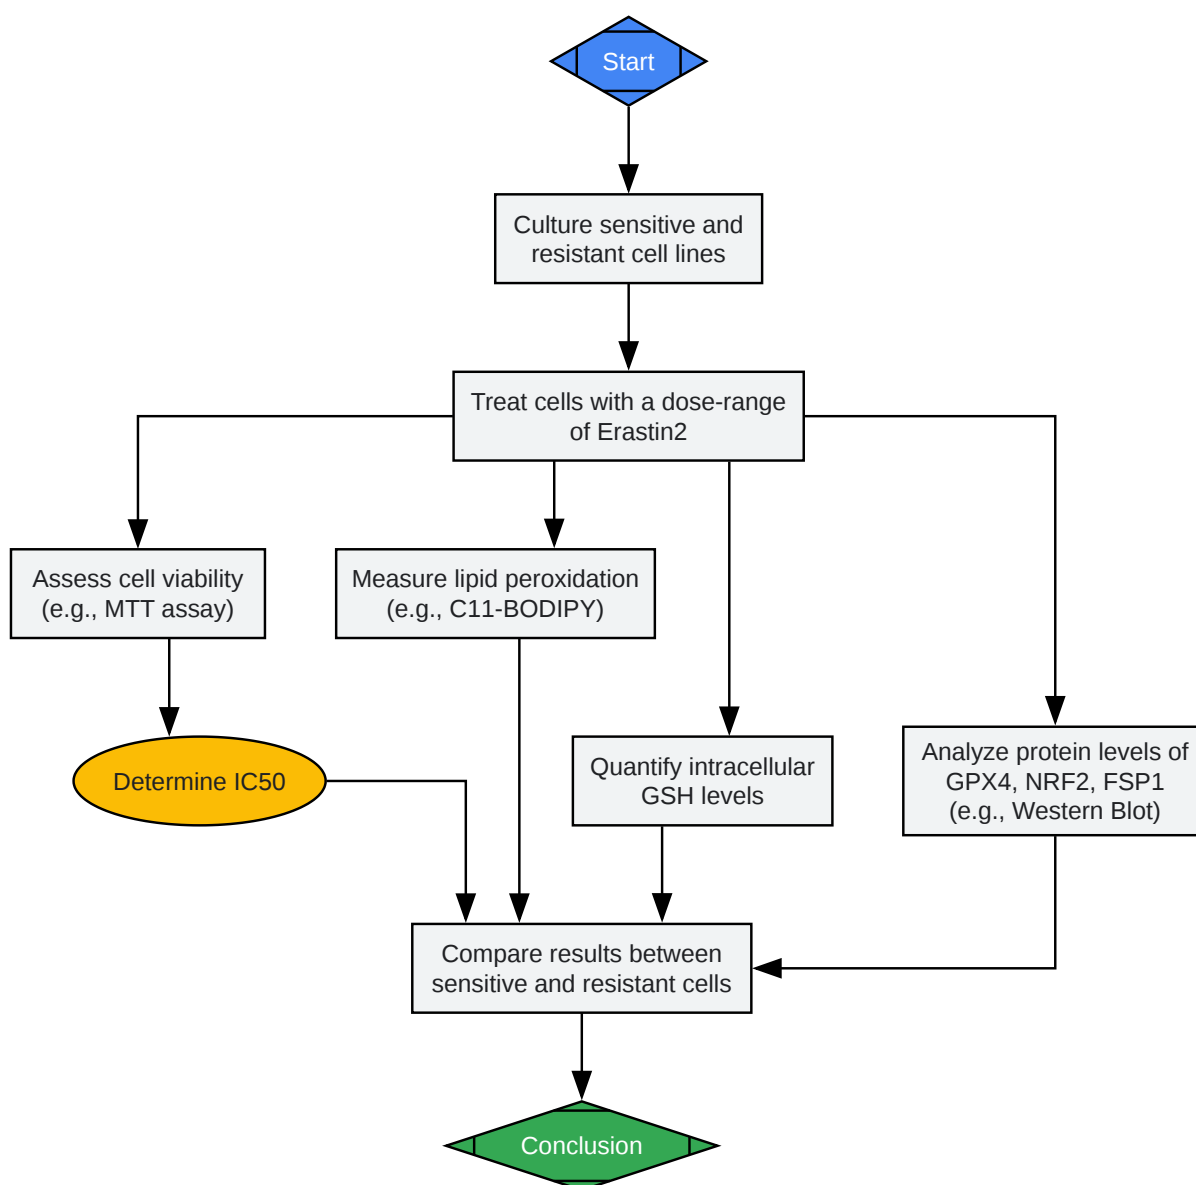 Start
Culture sensitive and
resistant cell lines
Treat cells with a dose-range
of Erastin2
Assess cell viability
(e.g., MTT assay)
Measure lipid peroxidation
(e.g., C11-BODIPY)
Determine IC50
Quantify intracellular
GSH levels
Analyze protein levels of
GPX4, NRF2, FSP1
(e.g., Western Blot)
Compare results between
sensitive and resistant cells
Conclusion